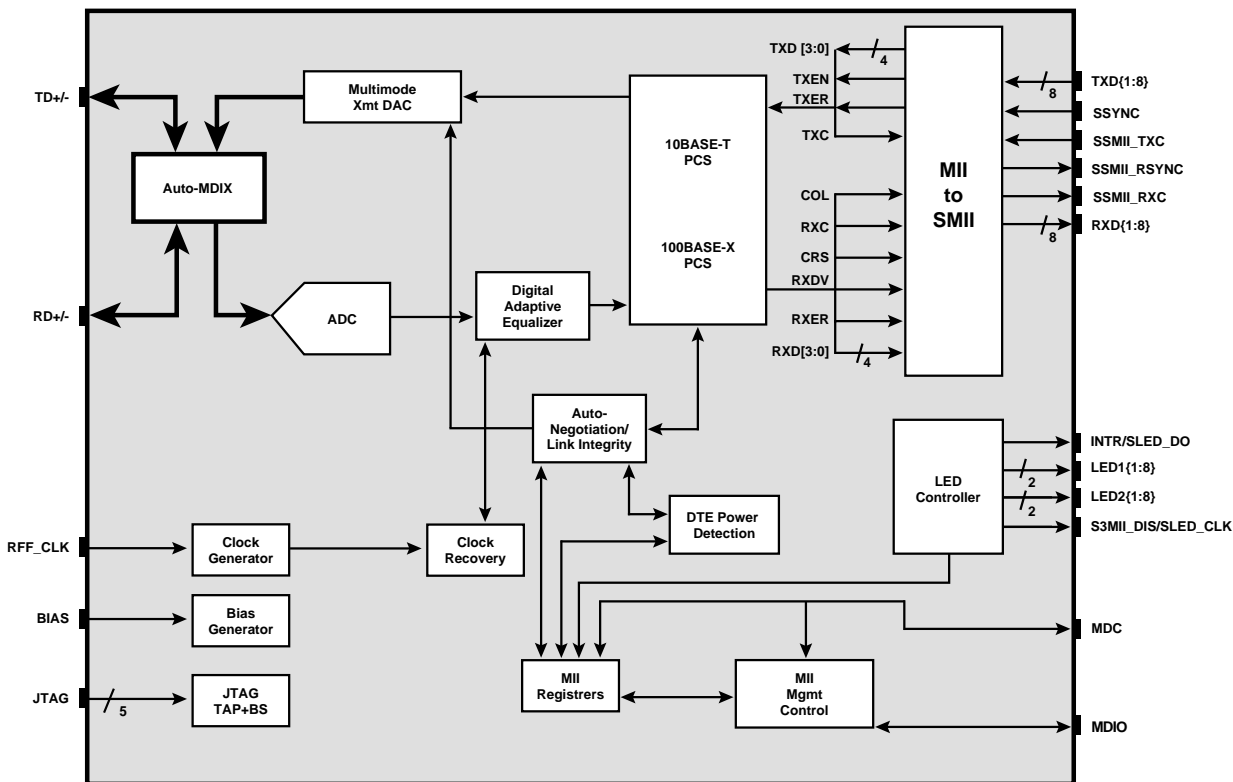 TD+/-
RD+/-
RFF_CLK
BIAS
JTAG
5
Multimode
Xmt DAC
Auto-MDIX
ADC
Digital
Adaptive
Equalizer
10BASE-T
PCS
100BASE-X
PCS
Auto-
Negotiation/
Link Integrity
DTE Power
Detection
Clock
Generator
Clock
Recovery
Bias
Generator
JTAG
TAP+BS
MII
Registrers
MII
Mgmt
Control
TXD [3:0]
4
TXEN
TXER
TXC
COL
RXC
CRS
RXDV
RXER
RXD[3:0]
4
MII
to
SMII
LED
Controller
TXD{1:8}
8
SSYNC
SSMII_TXC
SSMII_RSYNC
SSMII_RXC
RXD{1:8}
8
INTR/SLED_DO
LED1{1:8}
2
LED2{1:8}
2
S3MII_DIS/SLED_CLK
MDC
MDIO